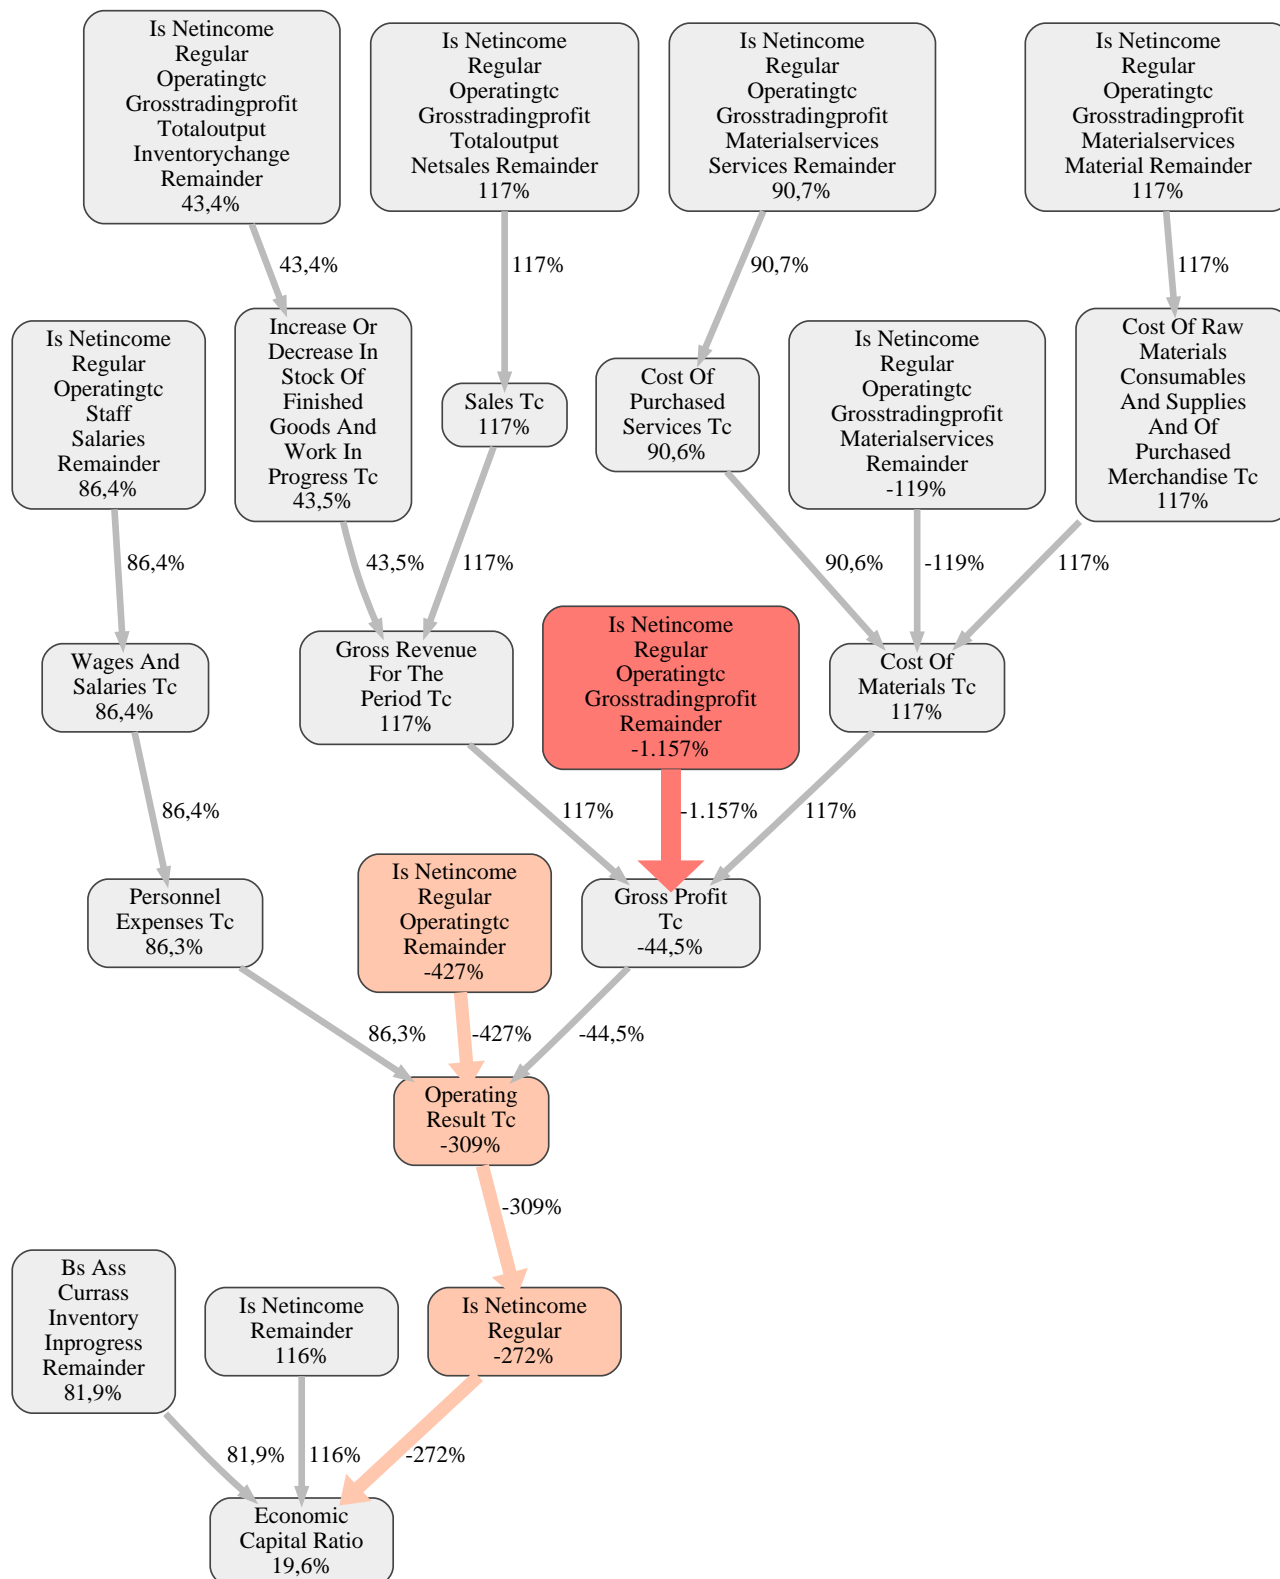 Is Netincome
Regular
Operatingtc
Grosstradingprofit
Totaloutput
Inventorychange
Remainder
43,4%
Is Netincome
Regular
Operatingtc
Grosstradingprofit
Totaloutput
Netsales Remainder
117%
Is Netincome
Regular
Operatingtc
Grosstradingprofit
Materialservices
Services Remainder
90,7%
Is Netincome
Regular
Operatingtc
Grosstradingprofit
Materialservices
Material Remainder
117%
43,4%
117%
90,7%
117%
Is Netincome
Regular
Operatingtc
Staff
Salaries
Remainder
86,4%
Increase Or
Decrease In
Stock Of
Finished
Goods And
Work In
Progress Tc
43,5%
Sales Tc
117%
Cost Of
Purchased
Services Tc
90,6%
Is Netincome
Regular
Operatingtc
Grosstradingprofit
Materialservices
Remainder
-119%
Cost Of Raw
Materials
Consumables
And Supplies
And Of
Purchased
Merchandise Tc
117%
86,4%
43,5%
117%
90,6%
-119%
117%
Wages And
Salaries Tc
86,4%
Gross Revenue
For The
Period Tc
117%
Is Netincome
Regular
Operatingtc
Grosstradingprofit
Remainder
-1.157%
Cost Of
Materials Tc
117%
86,4%
117%
-1.157%
117%
Personnel
Expenses Tc
86,3%
Is Netincome
Regular
Operatingtc
Remainder
-427%
Gross Profit
Tc
-44,5%
86,3%
-427%
-44,5%
Operating
Result Tc
-309%
-309%
Bs Ass
Currass
Inventory
Inprogress
Remainder
81,9%
Is Netincome
Remainder
116%
Is Netincome
Regular
-272%
81,9%
116%
-272%
Economic
Capital Ratio
19,6%